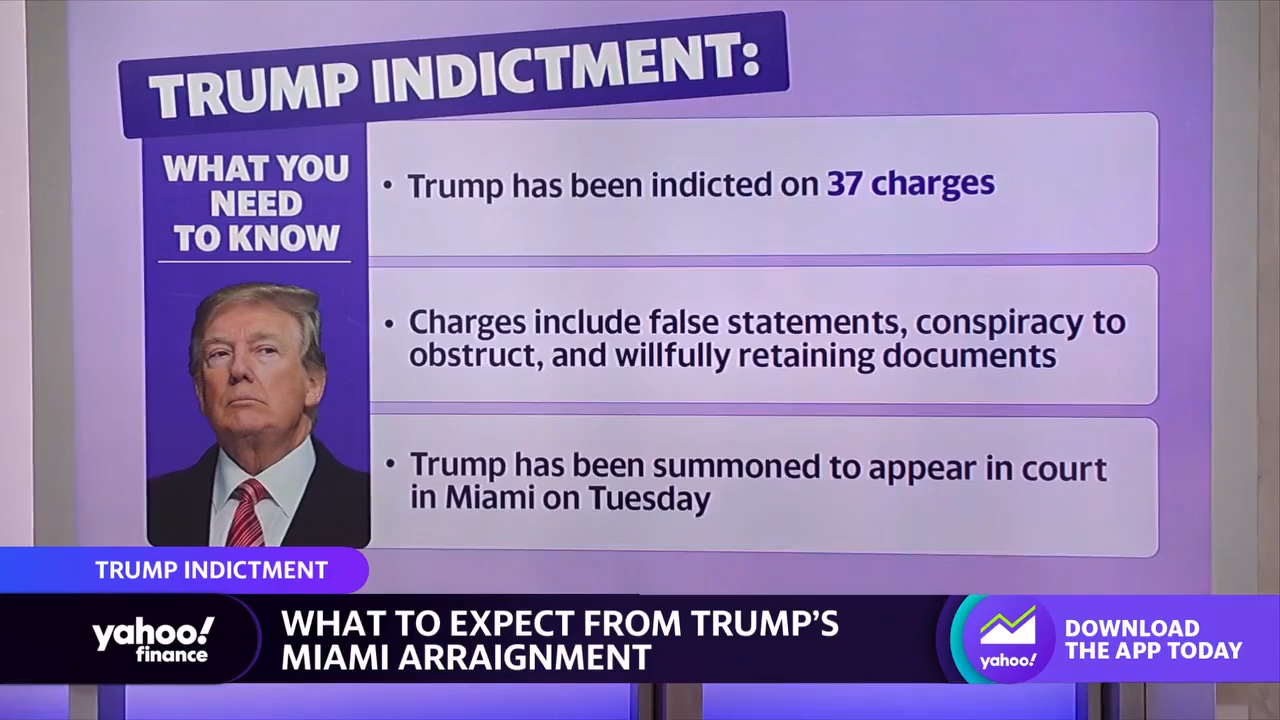 TRUMP INDICTMENT:
WHAT YOU
NEED
TO KNOW
• Trump has been indicted on 37 charges
• Charges include false statements, conspiracy to
obstruct, and willfully retaining documents
• Trump has been summoned to appear in court
in Miami on Tuesday
TRUMP INDICTMENT
yahoo!
finance
WHAT TO EXPECT FROM TRUMP'S
MIAMI ARRAIGNMENT
yahoo!
DOWNLOAD
THE APP TODAY